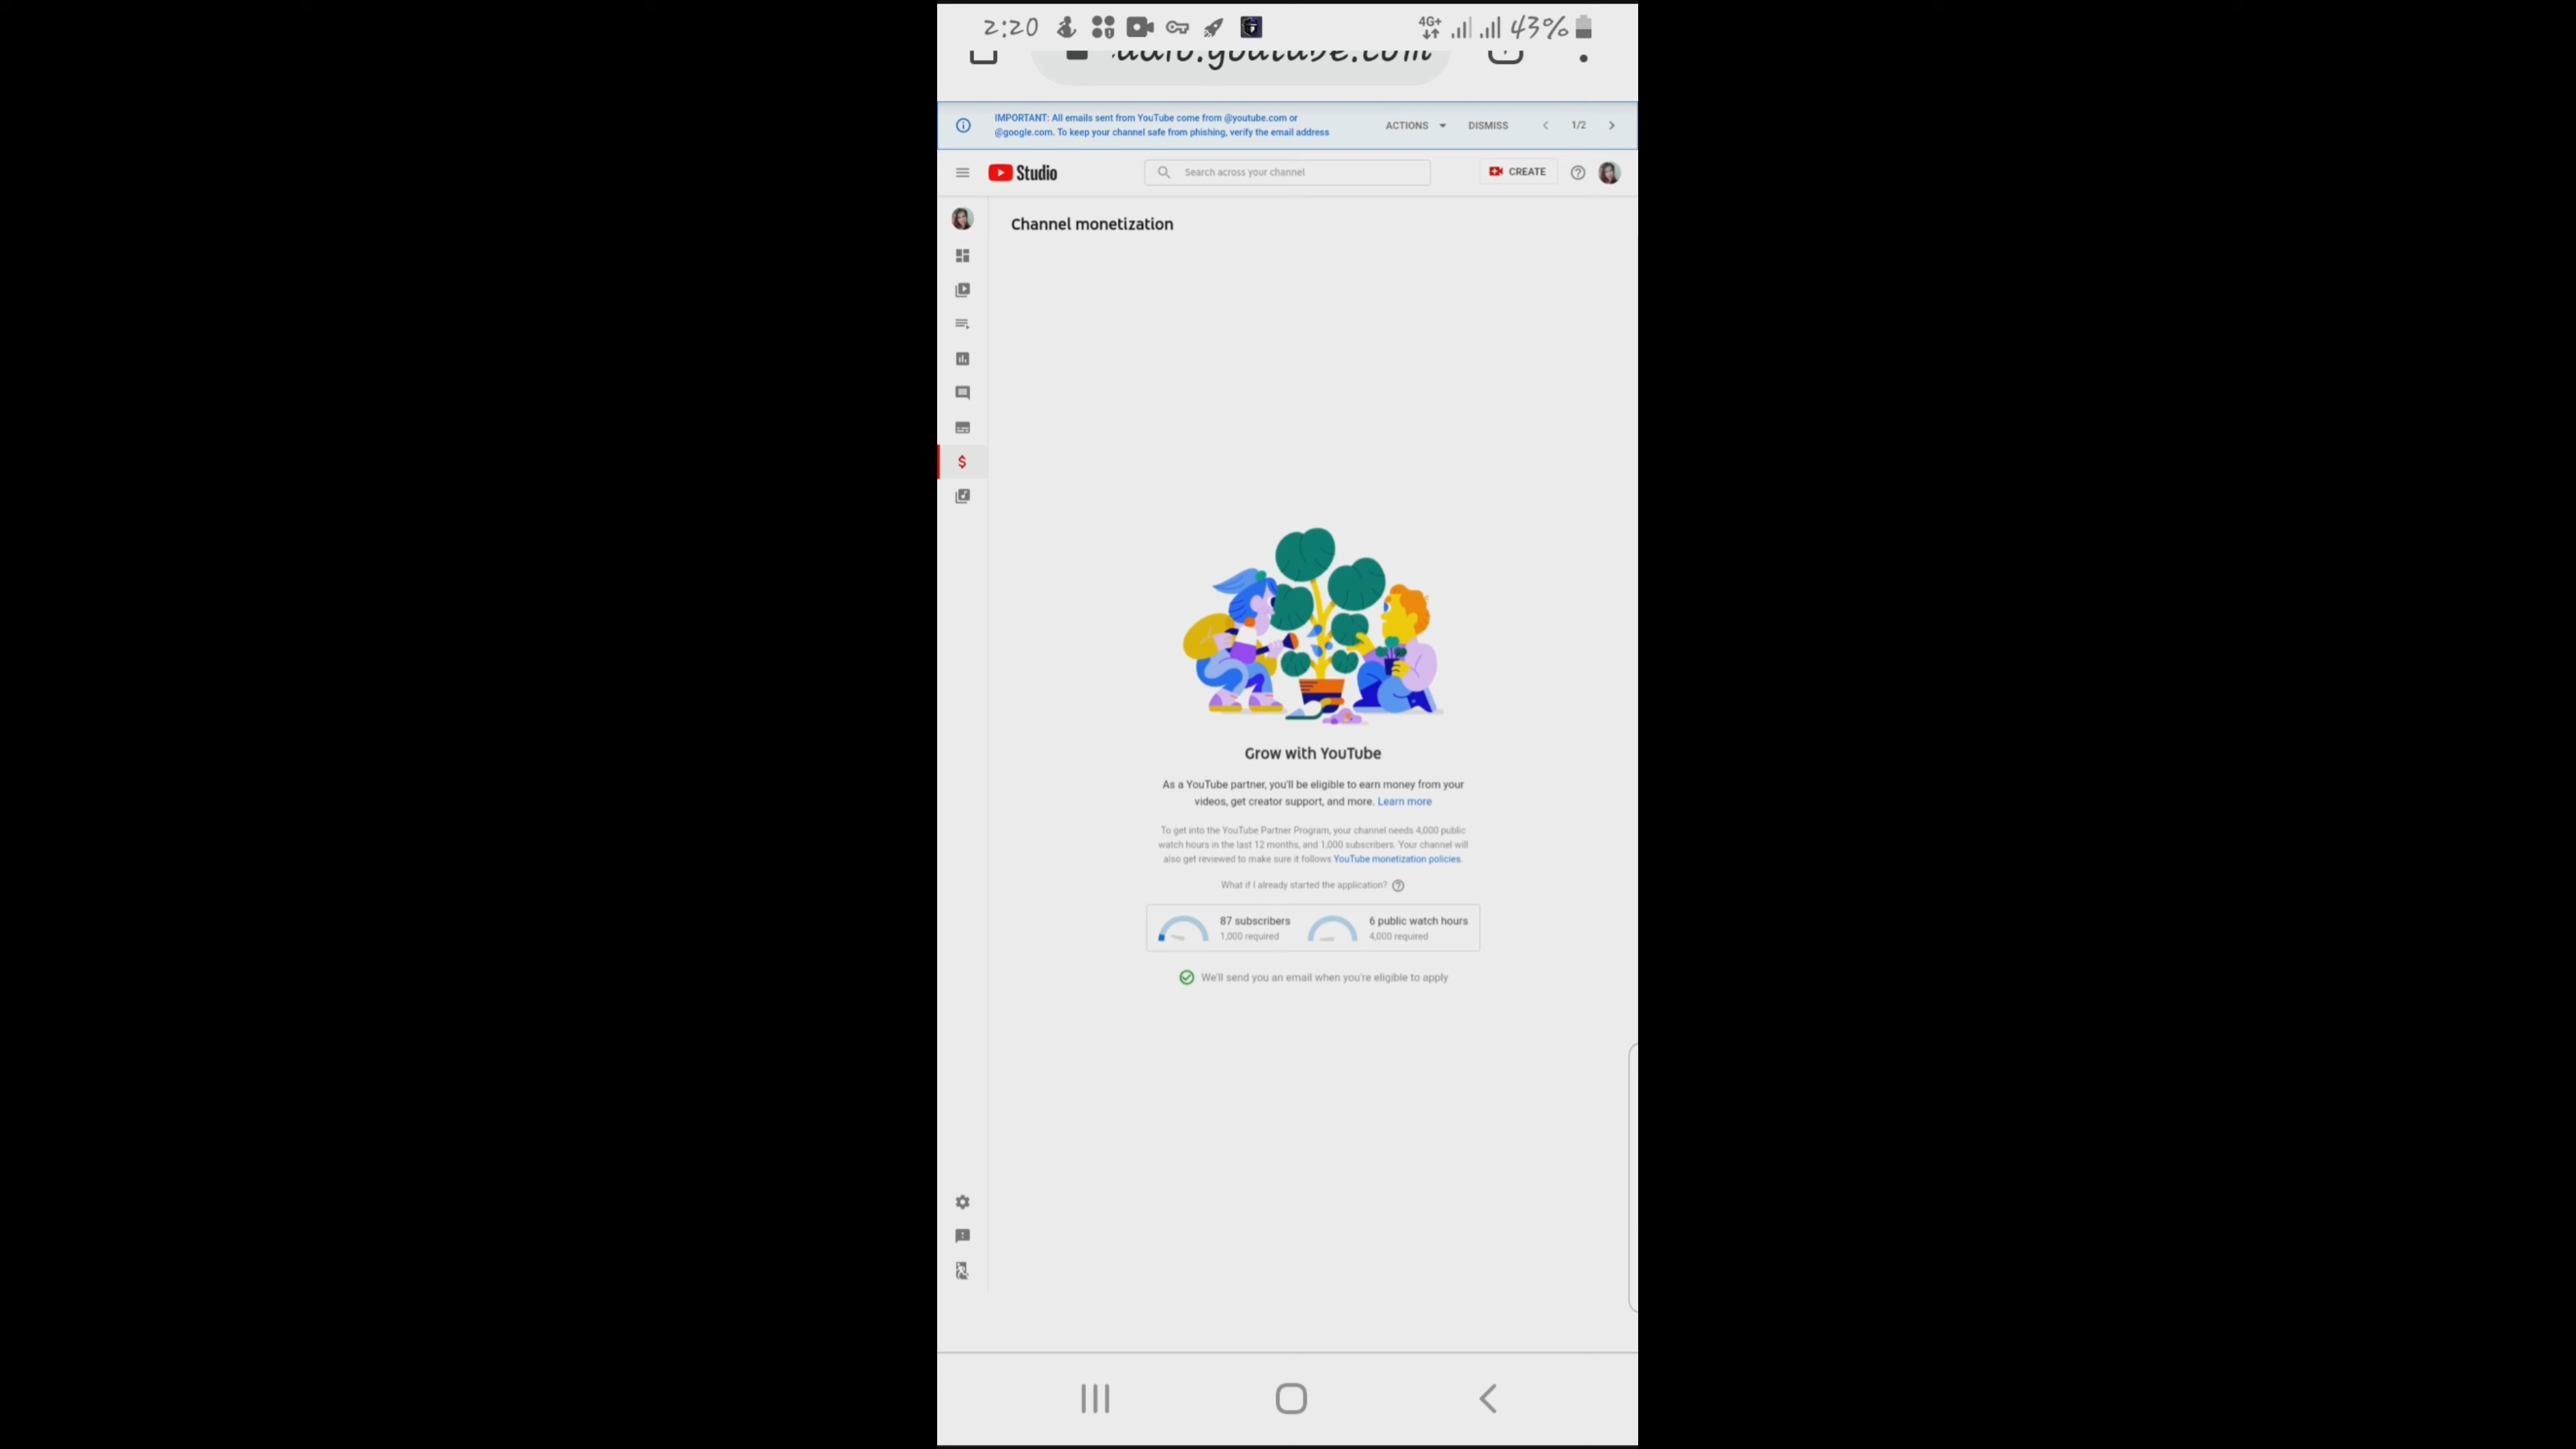 2:20
4G+
43%
.youtube.com
IMPORTANT: All emails sent from YouTube come from @youtube.com or
@google.com. To keep your channel safe from phishing, verify the email address
ACTIONS
DISMISS
1/2
Studio
Search across your channel
CREATE
Channel monetization
$
Grow with YouTube
As a YouTube partner, you'll be eligible to earn money from your
videos, get creator support, and more. Learn more
To get into the YouTube Partner Program, your channel needs 4,000 public
watch hours in the last 12 months, and 1,000 subscribers. Your channel will
also get reviewed to make sure it follows YouTube monetization policies.
What if I already started the application?
87 subscribers
1,000 required
6 public watch hours
4,000 required
We'll send you an email when you're eligible to apply